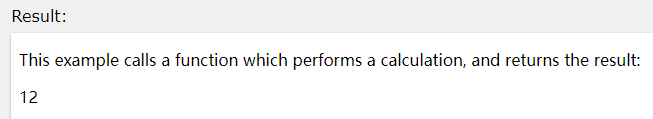 Result:
This example calls a function which performs a calculation, and returns the result:
12